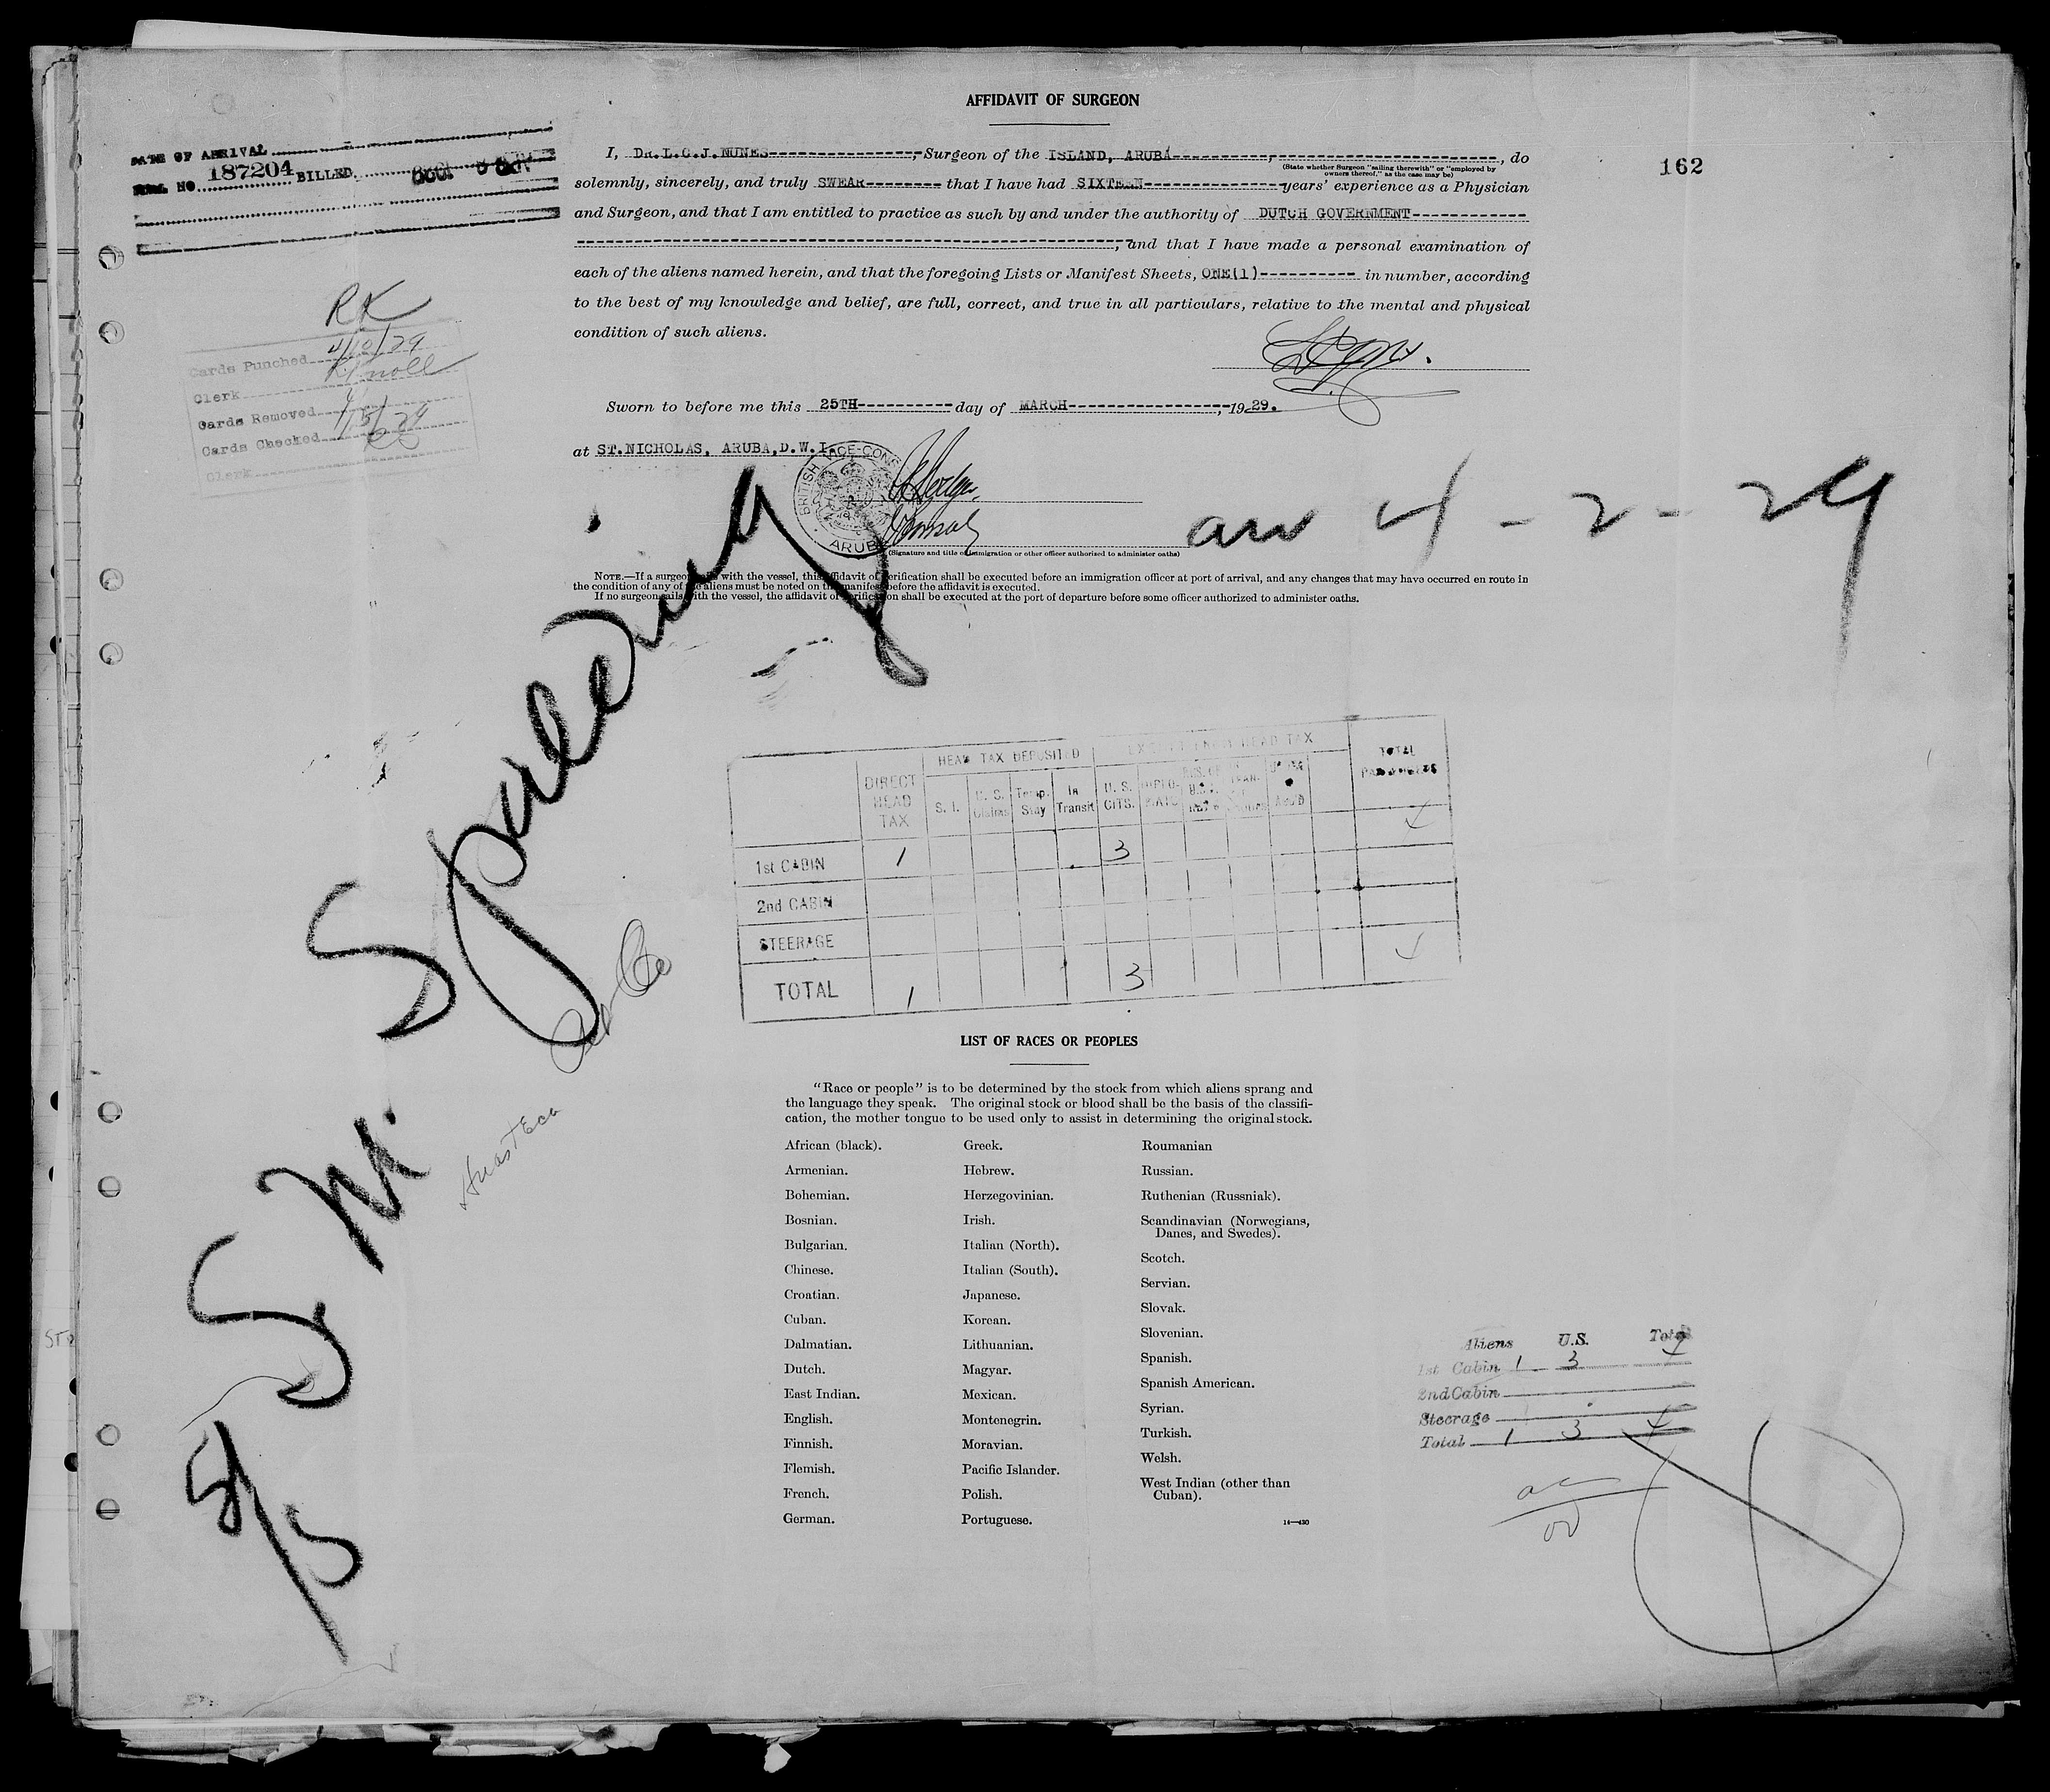 AFFIDAVIT OF SURGEON
DATE OF ARRIVAL
187204 BILLED
162
I, DR.L.C.J. NUNES, Surgeon of the ISLAND, ARUBA, do
(State whether Surgeon "sailing therewith" or "employed by owners thereof," as the case may be)
solemnly, sincerely, and truly SWEAR that I have had SIXTEEN years' experience as a Physician
and Surgeon, and that I am entitled to practice as such by and under the authority of DUTCH GOVERNMENT
, and that I have made a personal examination of
each of the aliens named herein, and that the foregoing Lists or Manifest Sheets, ONE(1) in number, according
to the best of my knowledge and belief, are full, correct, and true in all particulars, relative to the mental and physical
condition of such aliens.
RK
Cards Punched 4/10/29
Clerk
Cards Removed
Cards Checked
Clerk
Sworn to before me this 25TH day of MARCH, 1929.
at ST.NICHOLAS, ARUBA,D.W.I.
BRITISH VICE-CONS
ARUB
(Signature and title of immigration or other officer authorized to administer oaths)
arr 4-2-29
NOTE.—If a surgeon sails with the vessel, this affidavit of verification shall be executed before an immigration officer at port of arrival, and any changes that may have occurred en route in
the condition of any of the aliens must be noted on the manifest before the affidavit is executed.
If no surgeon sails with the vessel, the affidavit of verification shall be executed at the port of departure before some officer authorized to administer oaths.
S/S S. M. Spalding
Huasteca
DIRECT HEAD TAX
HEAD TAX DEPOSITED
EXEMPT FROM HEAD TAX
TOTAL PASSENGERS
S. I.
U. S. Claims
Temp. Stay
In Transit
U. S. CITS.
1st CABIN 1 3 4
2nd CABIN
STEERAGE
TOTAL 1 3 4
LIST OF RACES OR PEOPLES
"Race or people" is to be determined by the stock from which aliens sprang and
the language they speak. The original stock or blood shall be the basis of the classifi-
cation, the mother tongue to be used only to assist in determining the original stock.
African (black).
Armenian.
Bohemian.
Bosnian.
Bulgarian.
Chinese.
Croatian.
Cuban.
Dalmatian.
Dutch.
East Indian.
English.
Finnish.
Flemish.
French.
German.
Greek.
Hebrew.
Herzegovinian.
Irish.
Italian (North).
Italian (South).
Japanese.
Korean.
Lithuanian.
Magyar.
Mexican.
Montenegrin.
Moravian.
Pacific Islander.
Polish.
Portuguese.
Roumanian
Russian.
Ruthenian (Russniak).
Scandinavian (Norwegians,
Danes, and Swedes).
Scotch.
Servian.
Slovak.
Slovenian.
Spanish.
Spanish American.
Syrian.
Turkish.
Welsh.
West Indian (other than
Cuban).
14—430
Aliens U.S. Total
1st Cabin 1 3 4
2nd Cabin
Steerage
Total 1 3 4